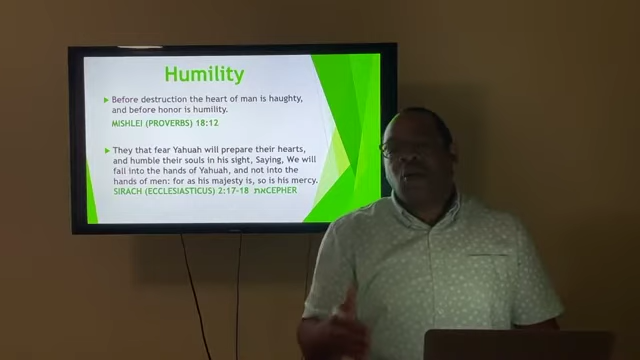 Humility
Before destruction the heart of man is haughty,
and before honor is humility.
MISHLEI (PROVERBS) 18:12
They that fear Yahuah will prepare their hearts,
and humble their souls in his sight, Saying, We will
fall into the hands of Yahuah, and not into the
hands of men: for as his majesty is, so is his mercy.
SIRACH (ECCLESIASTICUS) 2:17-18 את CEPHER